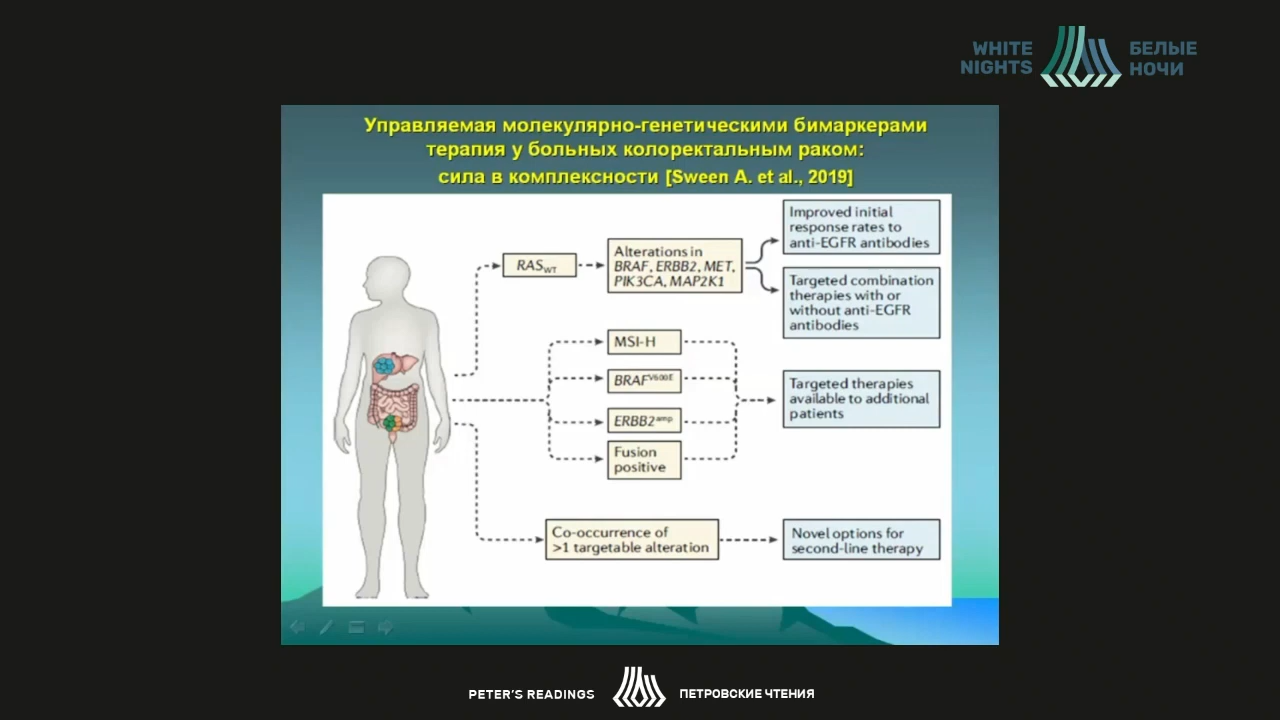 WHITE
NIGHTS
БЕЛЫЕ
НОЧИ
Управляемая молекулярно-генетическими бимаркерами
терапия у больных колоректальным раком:
сила в комплексности [Sween A. et al., 2019]
RASWT
Alterations in
BRAF, ERBB2, MET,
PIK3CA, MAP2K1
Improved initial
response rates to
anti-EGFR antibodies
Targeted combination
therapies with or
without anti-EGFR
antibodies
MSI-H
BRAFV600E
ERBB2amp
Fusion
positive
Targeted therapies
available to additional
patients
Co-occurrence of
>1 targetable alteration
Novel options for
second-line therapy
PETER'S READINGS
ПЕТРОВСКИЕ ЧТЕНИЯ